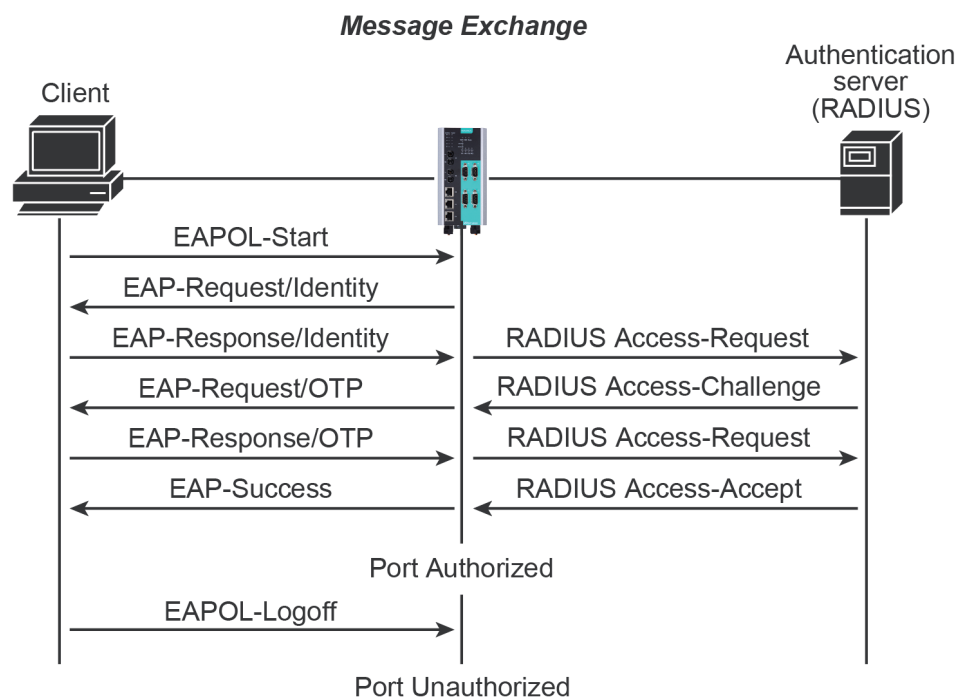 Message Exchange
Authentication
server
(RADIUS)
Client
EAPOL-Start
EAP-Request/Identity
EAP-Response/Identity
RADIUS Access-Request
EAP-Request/OTP
RADIUS Access-Challenge
EAP-Response/OTP
RADIUS Access-Request
EAP-Success
RADIUS Access-Accept
Port Authorized
EAPOL-Logoff
Port Unauthorized